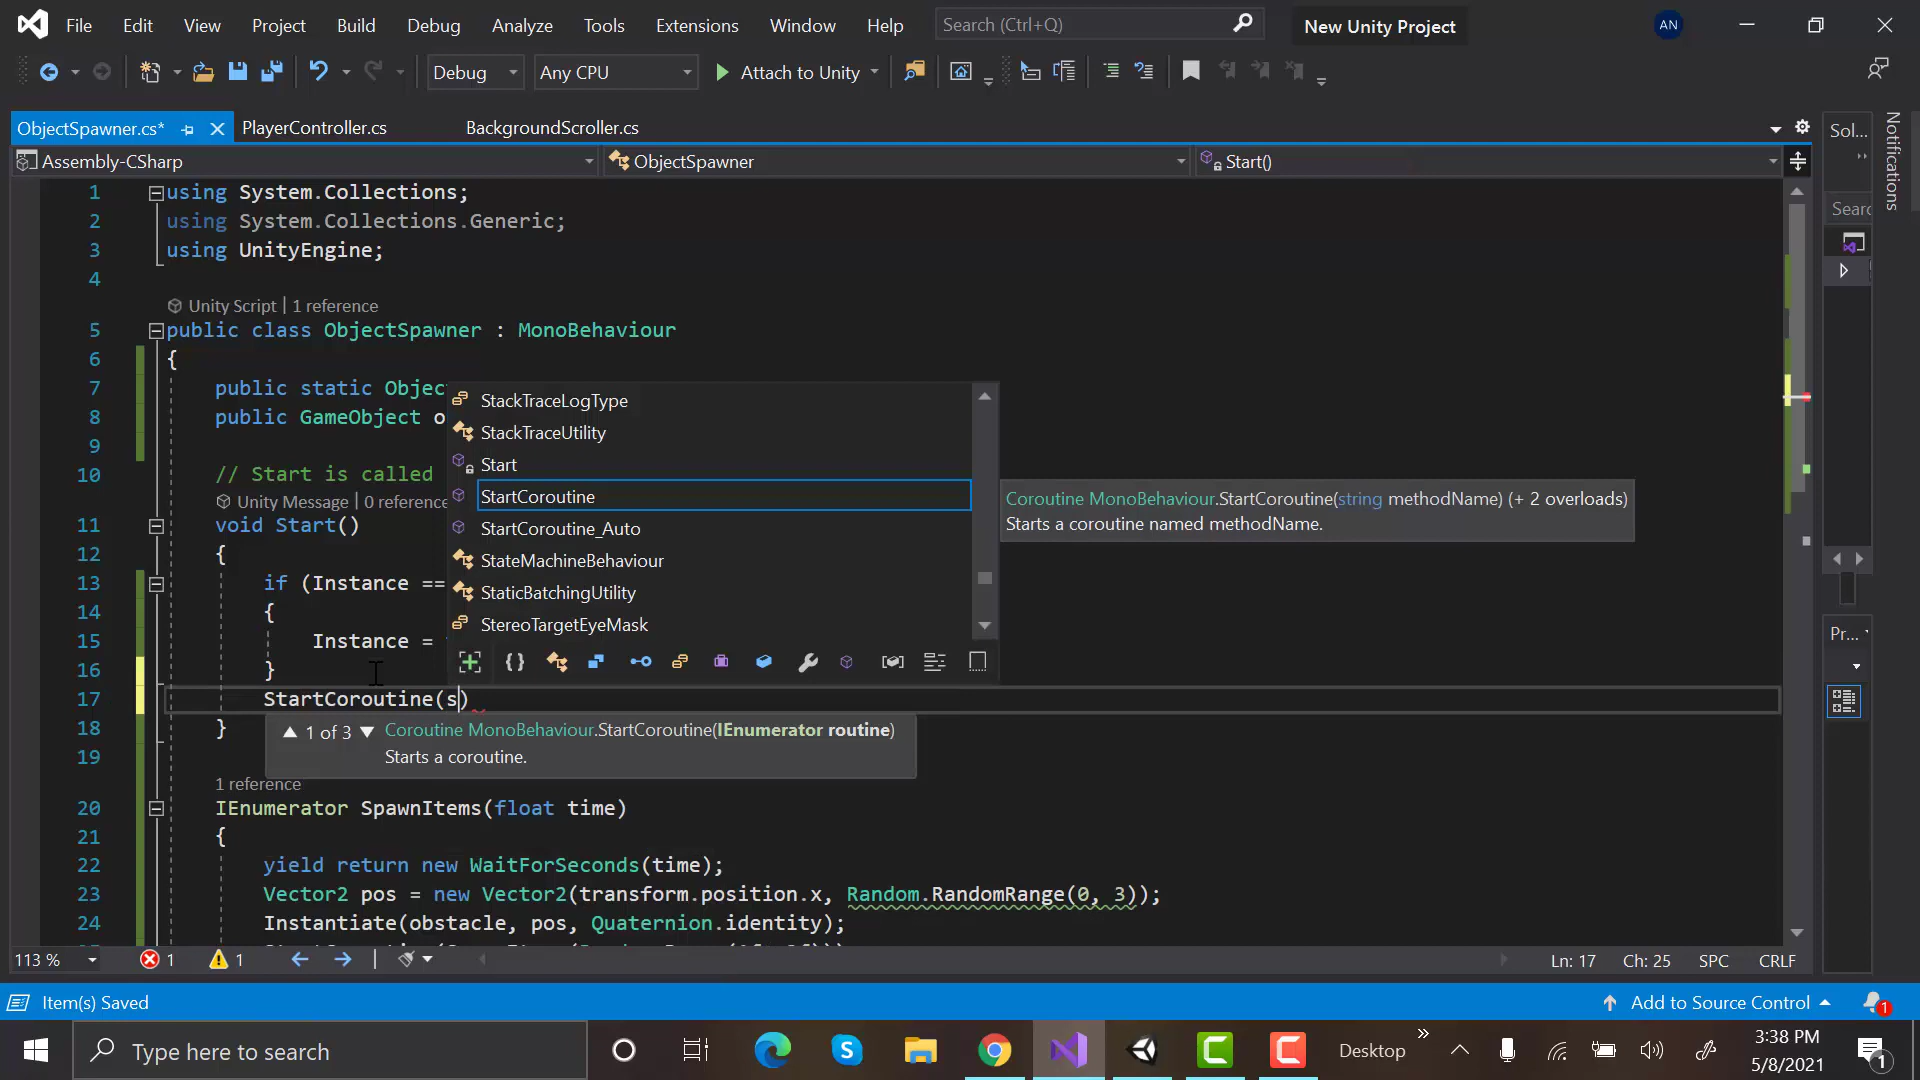 File Edit View Project Build Debug Analyze Tools Extensions Window Help Search (Ctrl+Q) New Unity Project AN
Debug Any CPU Attach to Unity
ObjectSpawner.cs* PlayerController.cs BackgroundScroller.cs
Sol...
Notifications
Assembly-CSharp ObjectSpawner Start()
1 using System.Collections;
2 using System.Collections.Generic;
Searc
3 using UnityEngine;
4
Unity Script | 1 reference
5 public class ObjectSpawner : MonoBehaviour
6 {
7 public static Objec
8 public GameObject o
9
10 // Start is called
Unity Message | 0 reference
11 void Start()
12 {
13 if (Instance ==
14 {
15 Instance =
16 }
17 StartCoroutine(s)
18 }
19
StackTraceLogType
StackTraceUtility
Start
StartCoroutine
StartCoroutine_Auto
StateMachineBehaviour
StaticBatchingUtility
StereoTargetEyeMask
Coroutine MonoBehaviour.StartCoroutine(string methodName) (+ 2 overloads)
Starts a coroutine named methodName.
1 of 3 Coroutine MonoBehaviour.StartCoroutine(IEnumerator routine)
Starts a coroutine.
Pr...
1 reference
20 IEnumerator SpawnItems(float time)
21 {
22 yield return new WaitForSeconds(time);
23 Vector2 pos = new Vector2(transform.position.x, Random.RandomRange(0, 3));
24 Instantiate(obstacle, pos, Quaternion.identity);
113 % 1 1 Ln: 17 Ch: 25 SPC CRLF
Item(s) Saved Add to Source Control 1
Type here to search Desktop 3:38 PM
5/8/2021 1